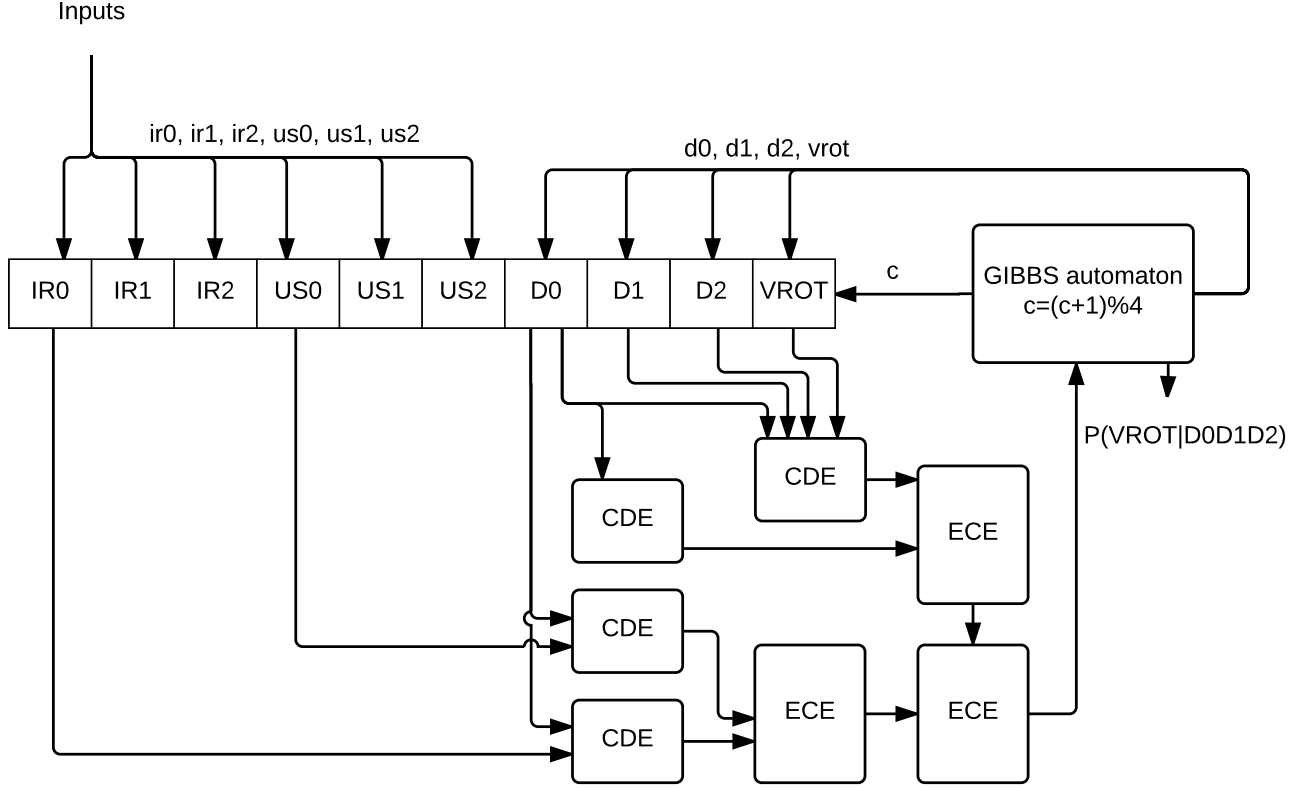 Inputs
ir0, ir1, ir2, us0, us1, us2
d0, d1, d2, vrot
IR0 IR1 IR2 US0 US1 US2 D0 D1 D2 VROT
c
GIBBS automaton
c=(c+1)%4
P(VROT|D0D1D2)
CDE
CDE
ECE
CDE
CDE
ECE
ECE